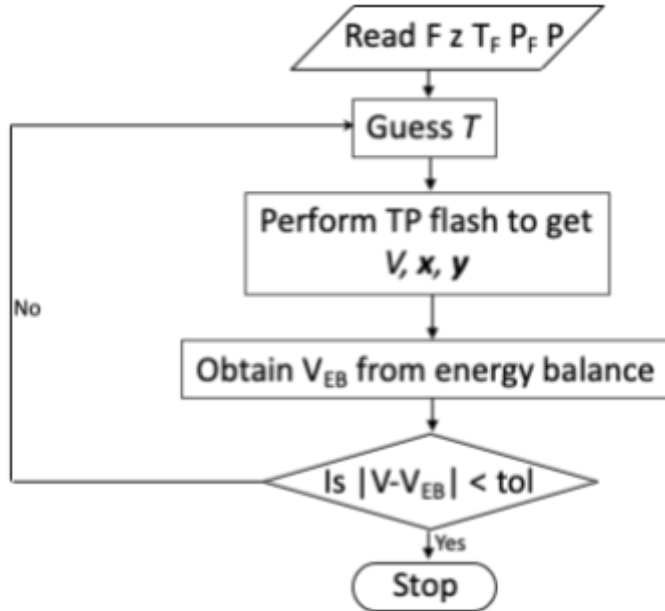 Read F z T_F P_F P
Guess T
Perform TP flash to get
V, x, y
No
Obtain V_EB from energy balance
Is |V-V_EB| < tol
Yes
Stop